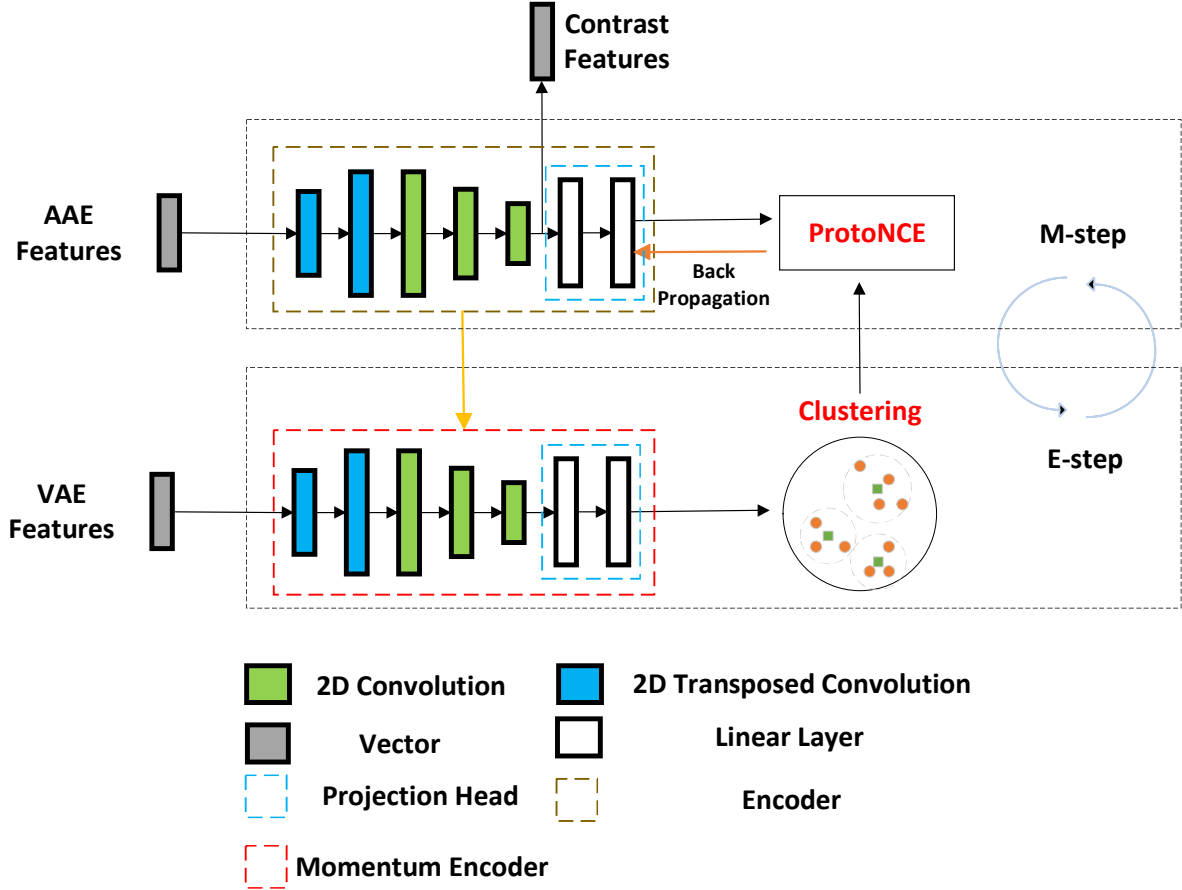 Contrast
Features
AAE
Features
ProtoNCE
M-step
Back
Propagation
Clustering
E-step
VAE
Features
2D Convolution
2D Transposed Convolution
Vector
Linear Layer
Projection Head
Encoder
Momentum Encoder